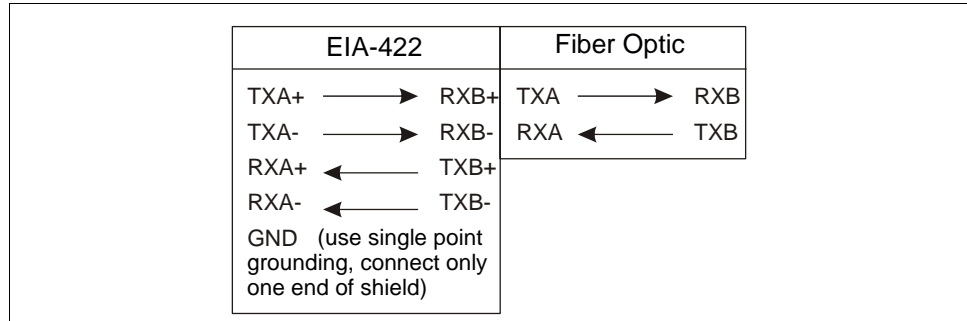 EIA-422
TXA+ RXB+
TXA- RXB-
RXA+ TXB+
RXA- TXB-
GND (use single point
grounding, connect only
one end of shield)
Fiber Optic
TXA RXB
RXA TXB